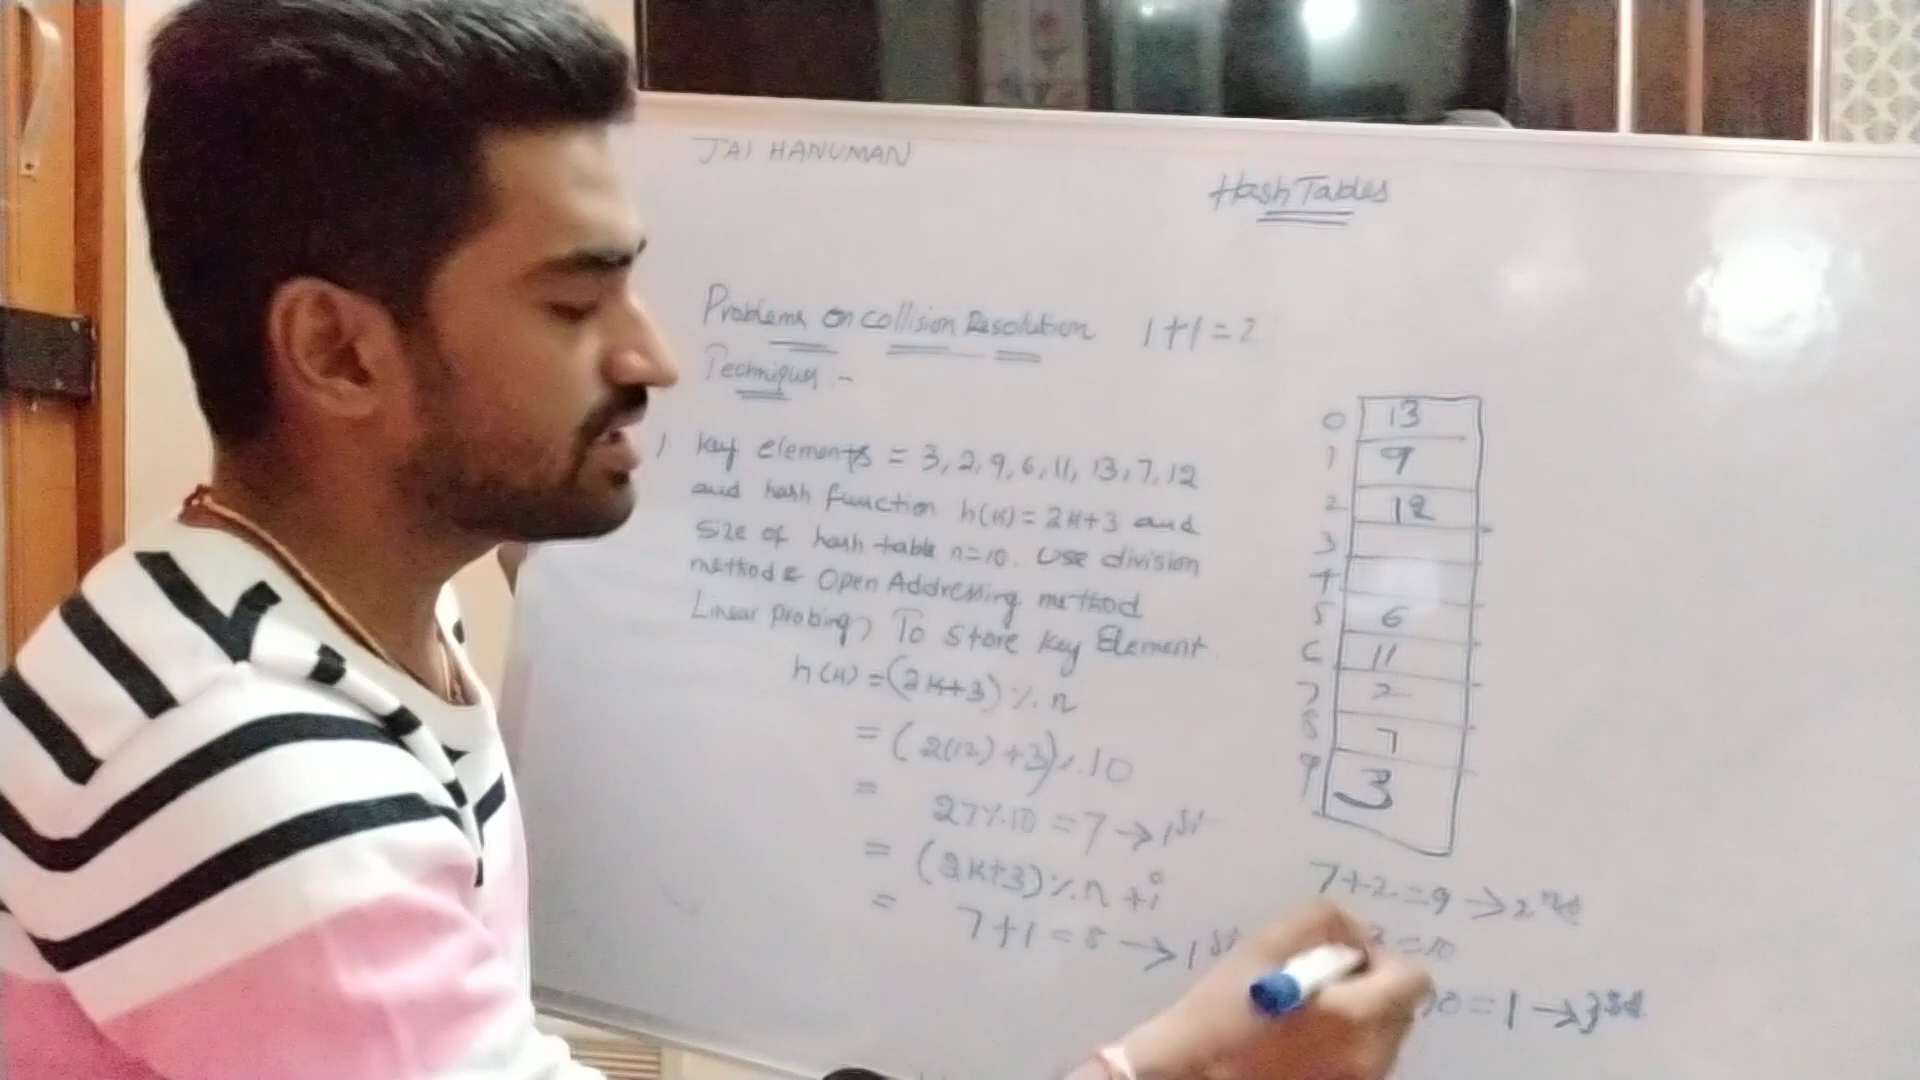 JAI HANUMAN
Hash Tables
Problems on Collision Resolution 1+1=2
Techniques :-
1 Key elements = 3, 2, 9, 6, 11, 13, 7, 12
and hash function h(k)=2k+3 and
size of hash table n=10. Use division
method & Open Addressing method
Linear probing, To store key Element
h(k) = (2k+3) % n
= (2(12) +3) % 10
= 27%10 = 7 → 1st
= (2k+3) % n + i
= 7+1 = 8 → 1st
0 13
1 9
2 12
3
4
5 6
6 11
7 2
8 7
9 3
7+2=9 → 2nd
3 = 10
10 = 1 → 3rd